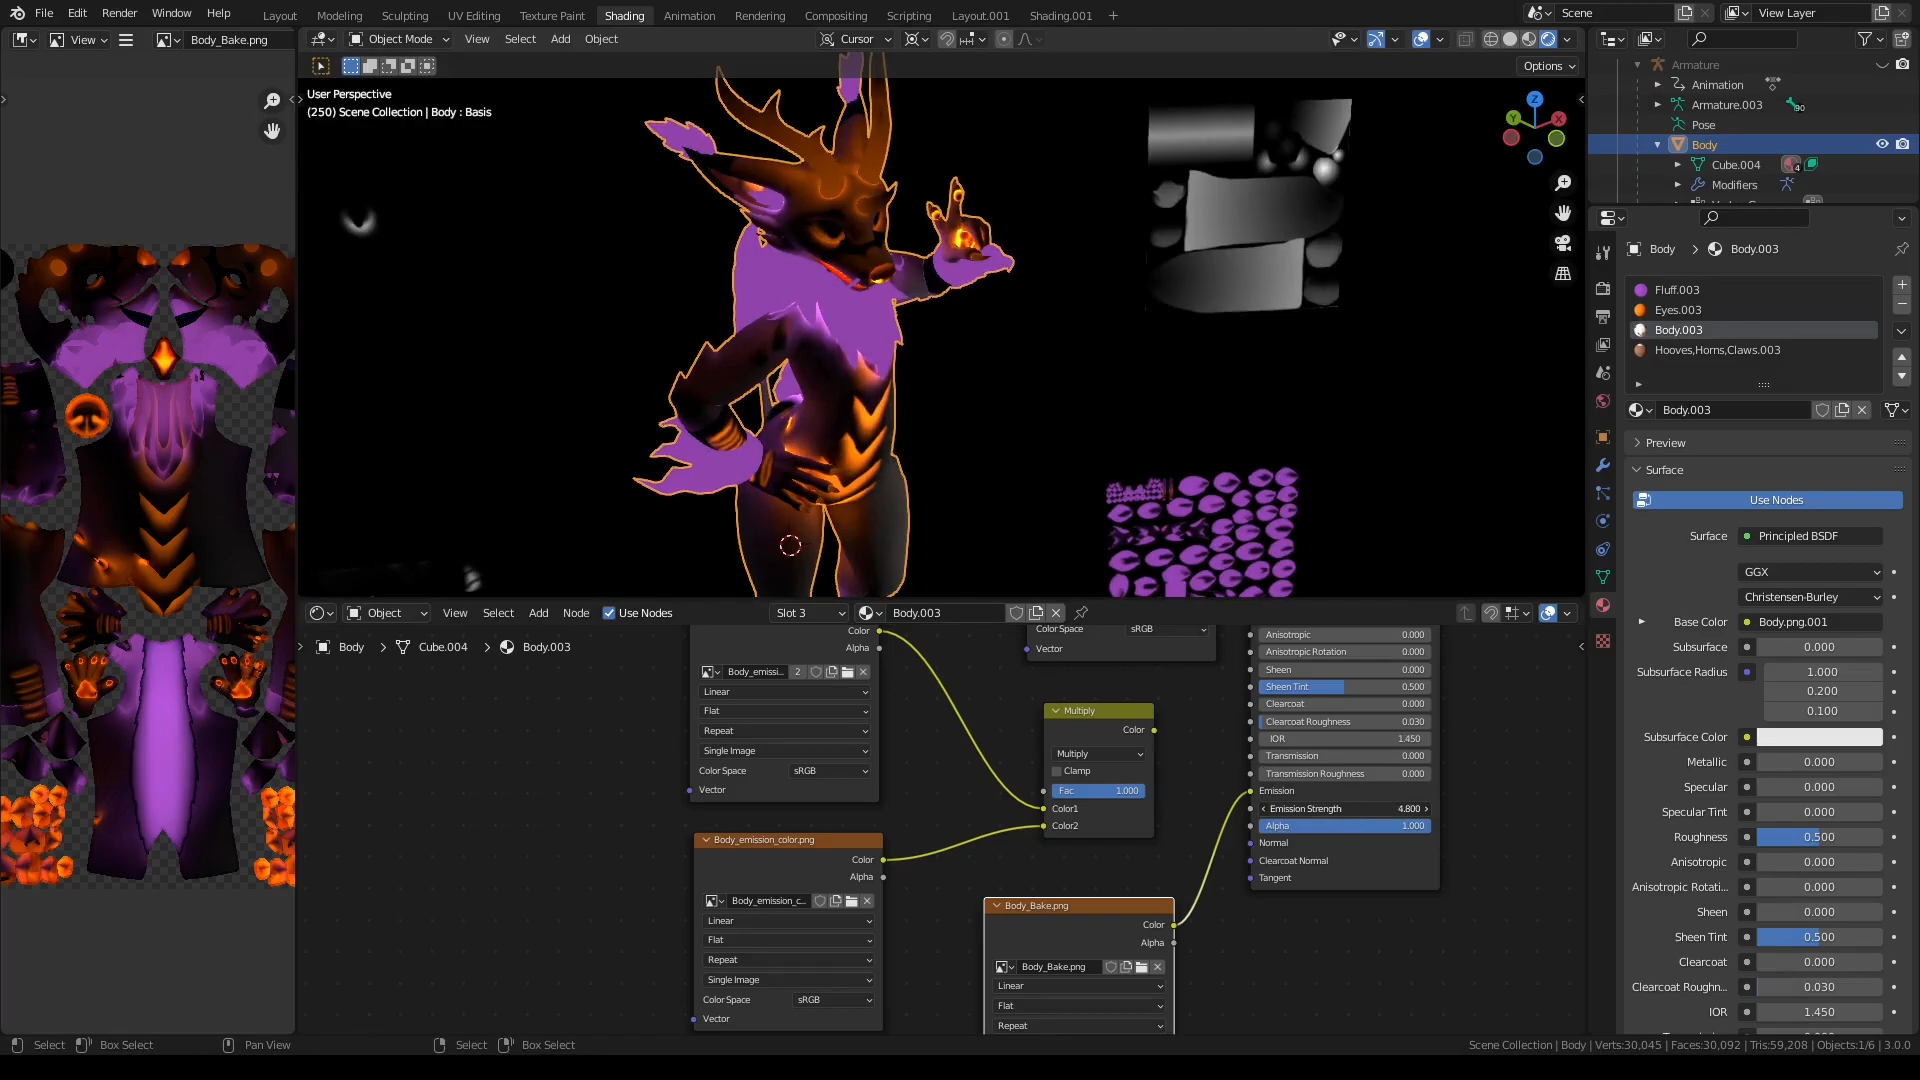 File Edit Render Window Help Layout Modeling Sculpting UV Editing Texture Paint Shading Animation Rendering Compositing Scripting Layout.001 Shading.001 Scene View Layer
View Body_Bake.png
Object Mode View Select Add Object Cursor
Options
User Perspective
(250) Scene Collection | Body : Basis
Z
Y X
Armature
Animation
Armature.003 90
Pose
Body
Cube.004 4
Modifiers
Body Body.003
Fluff.003
Eyes.003
Body.003
Hooves,Horns,Claws.003
Body.003
Preview
Surface
Use Nodes
Surface Principled BSDF
GGX
Christensen-Burley
Base Color Body.png.001
Subsurface 0.000
Subsurface Radius 1.000
0.200
0.100
Subsurface Color
Metallic 0.000
Specular 0.000
Specular Tint 0.000
Roughness 0.500
Anisotropic 0.000
Anisotropic Rotati... 0.000
Sheen 0.000
Sheen Tint 0.500
Clearcoat 0.000
Clearcoat Roughn... 0.030
IOR 1.450
Object View Select Add Node Use Nodes Slot 3 Body.003
Body Cube.004 Body.003
Color
Alpha
Body_emissi... 2
Linear
Flat
Repeat
Single Image
Color Space sRGB
Vector
Body_emission_color.png
Color
Alpha
Body_emission_c...
Linear
Flat
Repeat
Single Image
Color Space sRGB
Vector
Color Space sRGB
Vector
Multiply
Color
Multiply
Clamp
Fac 1.000
Color1
Color2
Body_Bake.png
Color
Alpha
Body_Bake.png
Linear
Flat
Repeat
Anisotropic 0.000
Anisotropic Rotation 0.000
Sheen 0.000
Sheen Tint 0.500
Clearcoat 0.000
Clearcoat Roughness 0.030
IOR 1.450
Transmission 0.000
Transmission Roughness 0.000
Emission
Emission Strength 4.800
Alpha 1.000
Normal
Clearcoat Normal
Tangent
Select Box Select Pan View Select Box Select Scene Collection | Body | Verts:30,045 | Faces:30,092 | Tris:59,208 | Objects:1/6 | 3.0.0